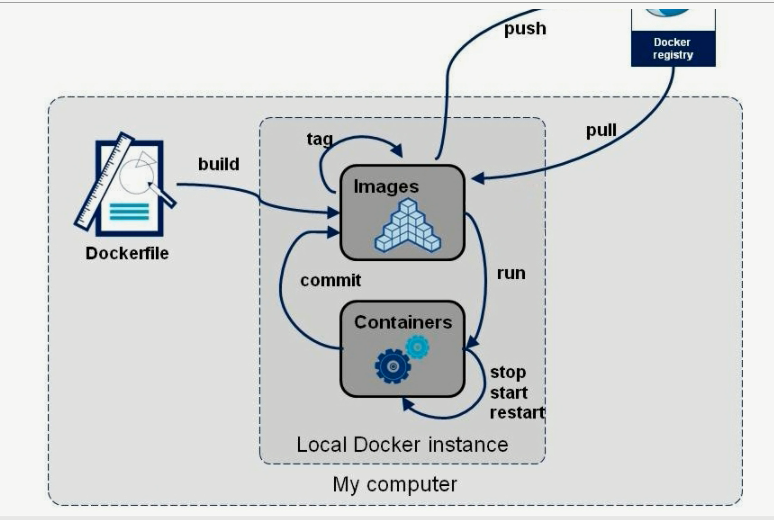 push
Docker
registry
tag
pull
build
Images
Dockerfile
commit
run
Containers
stop
start
restart
Local Docker instance
My computer